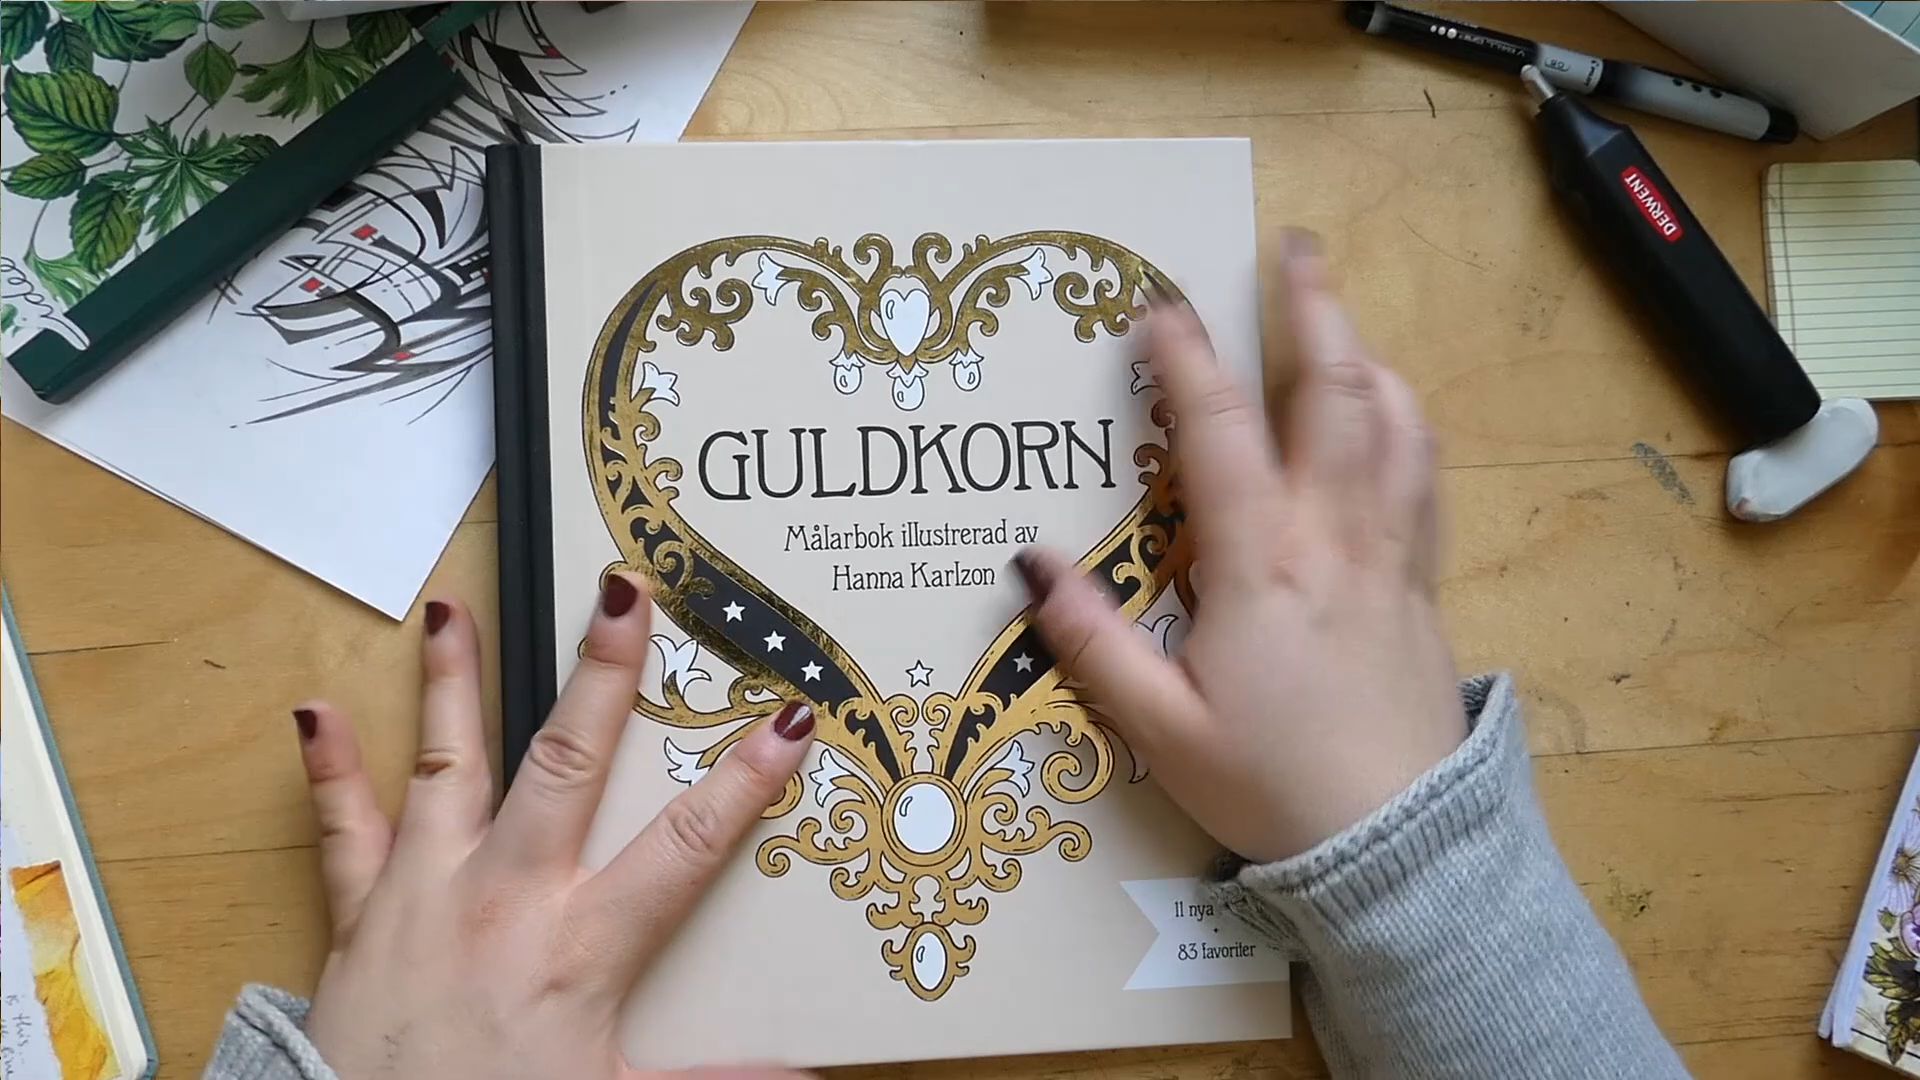 GULDKORN
Målarbok illustrerad av
Hanna Karlzon
11 nya
+
83 favoriter
DERWENT